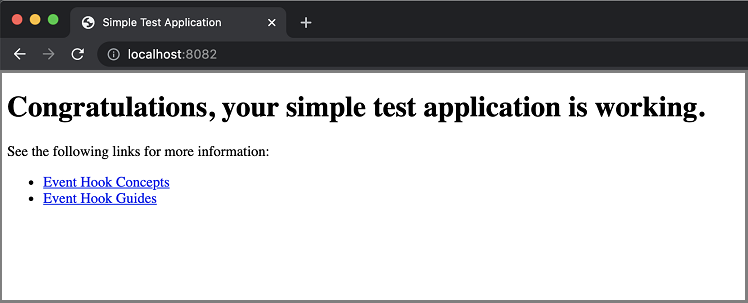 Simple Test Application
localhost:8082
Congratulations, your simple test application is working.
See the following links for more information:
Event Hook Concepts
Event Hook Guides